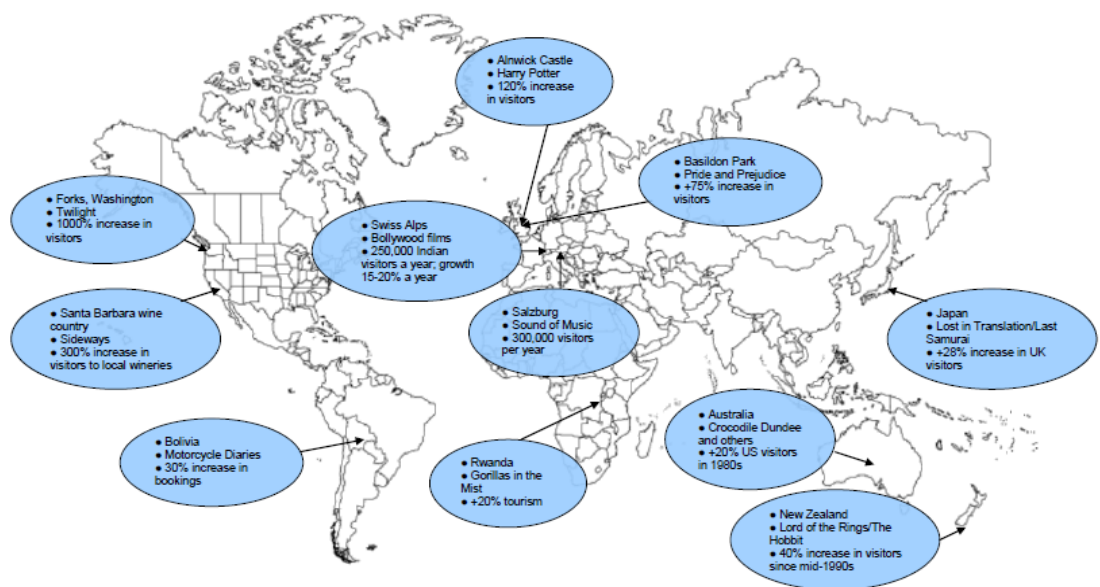 ● Alnwick Castle
● Harry Potter
● 120% increase
in visitors
● Basildon Park
● Pride and Prejudice
● +75% increase in
visitors
● Forks, Washington
● Twilight
● 1000% increase in
visitors
● Swiss Alps
● Bollywood films
● 250,000 Indian
visitors a year; growth
15-20% a year
● Santa Barbara wine
country
● Sideways
● 300% increase in
visitors to local wineries
● Salzburg
● Sound of Music
● 300,000 visitors
per year
● Japan
● Lost in Translation/Last
Samurai
● +28% increase in UK
visitors
● Bolivia
● Motorcycle Diaries
● 30% increase in
bookings
● Rwanda
● Gorillas in the
Mist
● +20% tourism
● Australia
● Crocodile Dundee
and others
● +20% US visitors
in 1980s
● New Zealand
● Lord of the Rings/The
Hobbit
● 40% increase in visitors
since mid-1990s